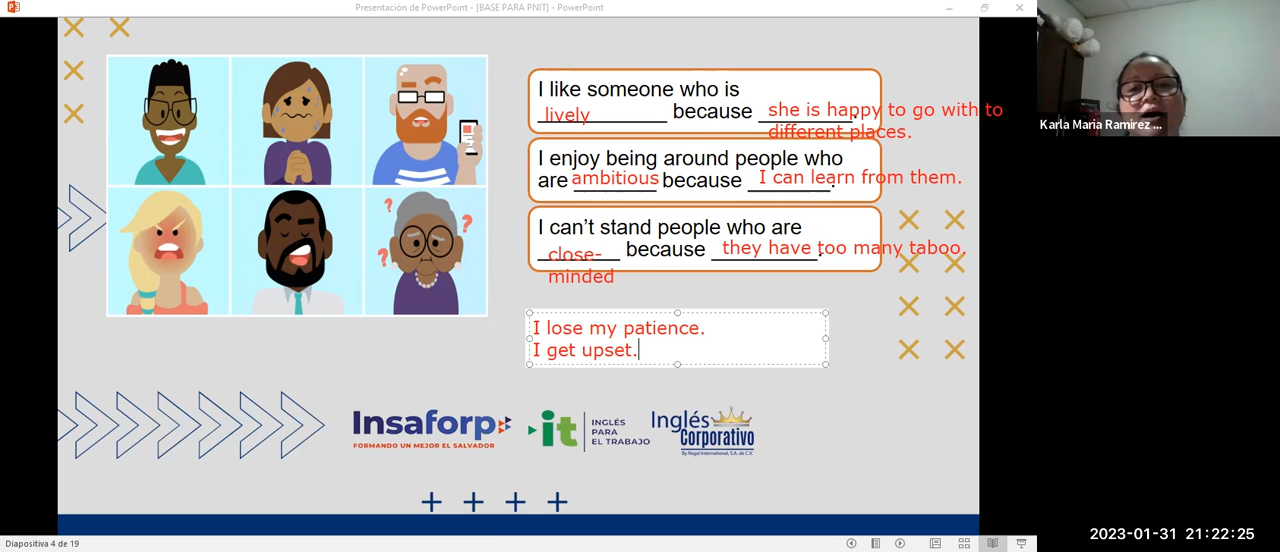 Presentación de PowerPoint - [BASE PARA PNIT] - PowerPoint
I like someone who is
lively because she is happy to go with to
different places.
I enjoy being around people who
are ambitious because I can learn from them.
I can’t stand people who are
close- because they have too many taboo.
minded
I lose my patience.
I get upset.
Insaforp
FORMANDO UN MEJOR EL SALVADOR
it
INGLÉS
PARA
EL TRABAJO
Inglés
Corporativo
By Regal International, S.A. de C.V.
Karla Maria Ramirez ...
Diapositiva 4 de 19
2023-01-31 21:22:25